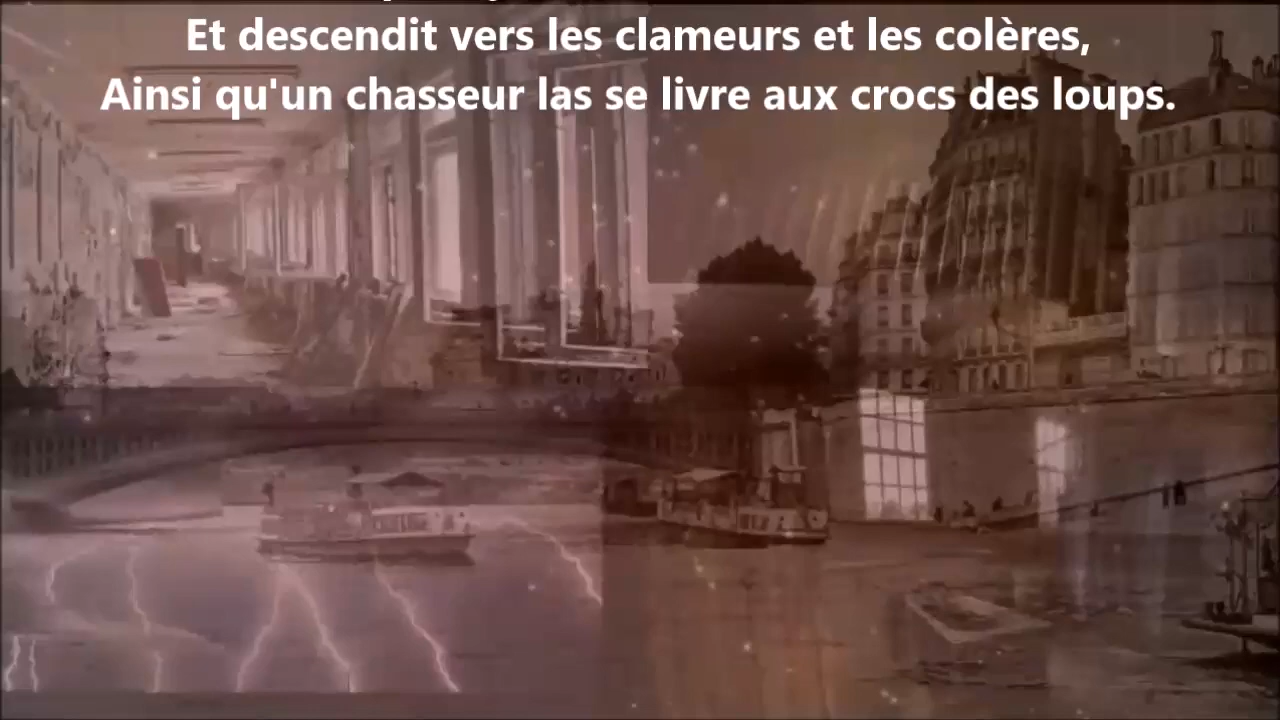 Et descendit vers les clameurs et les colères,
Ainsi qu'un chasseur las se livre aux crocs des loups.